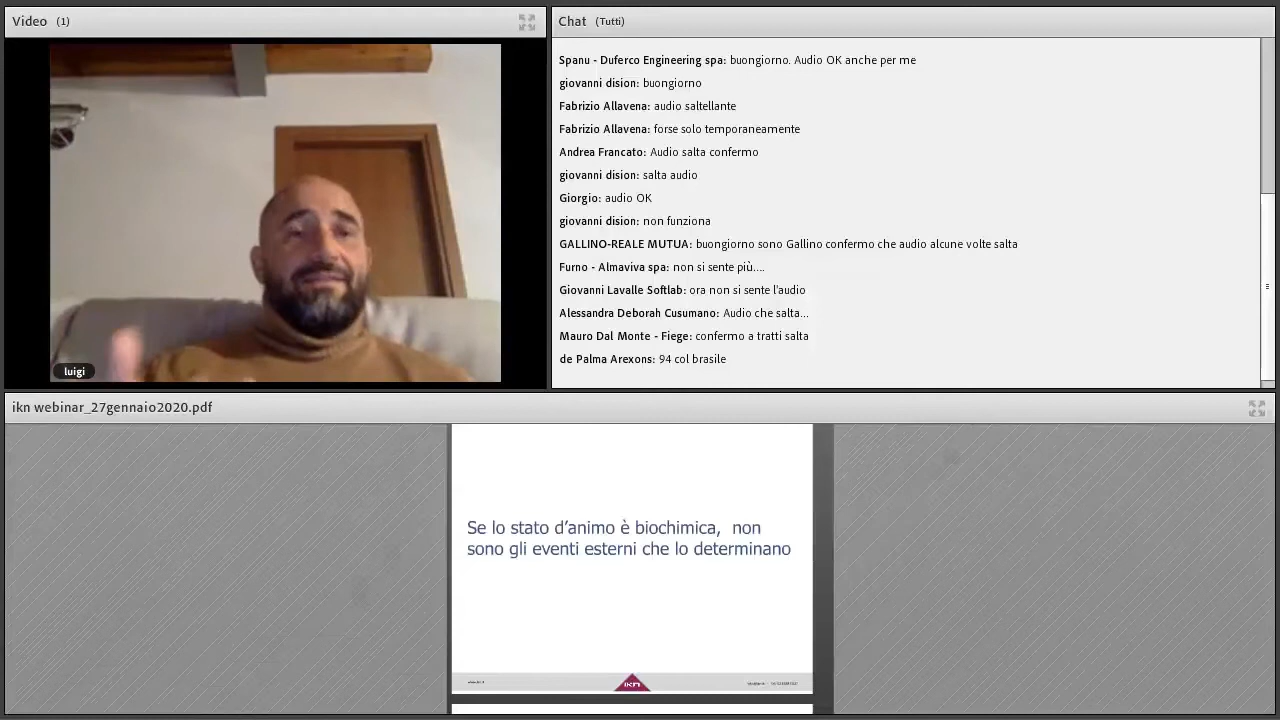 Video (1)
luigi
Chat (Tutti)
Spanu - Duferco Engineering spa: buongiorno. Audio OK anche per me
giovanni dision: buongiorno
Fabrizio Allavena: audio saltellante
Fabrizio Allavena: forse solo temporaneamente
Andrea Francato: Audio salta confermo
giovanni dision: salta audio
Giorgio: audio OK
giovanni dision: non funziona
GALLINO-REALE MUTUA: buongiorno sono Gallino confermo che audio alcune volte salta
Furno - Almaviva spa: non si sente più....
Giovanni Lavalle Softlab: ora non si sente l'audio
Alessandra Deborah Cusumano: Audio che salta...
Mauro Dal Monte - Fiege: confermo a tratti salta
de Palma Arexons: 94 col brasile
ikn webinar_27gennaio2020.pdf
Se lo stato d’animo è biochimica,  non
sono gli eventi esterni che lo determinano
ikn